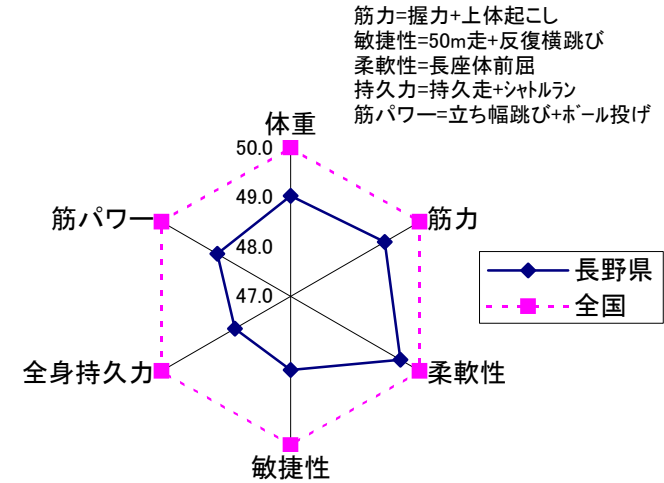 筋力=握力+上体起こし
敏捷性=50m走+反復横跳び
柔軟性=長座体前屈
持久力=持久走+ｼｬﾄﾙﾗﾝ
筋パワー=立ち幅跳び+ﾎﾞｰﾙ投げ
体重
50.0
49.0
48.0
47.0
筋パワー
筋力
長野県
全国
全身持久力
柔軟性
敏捷性